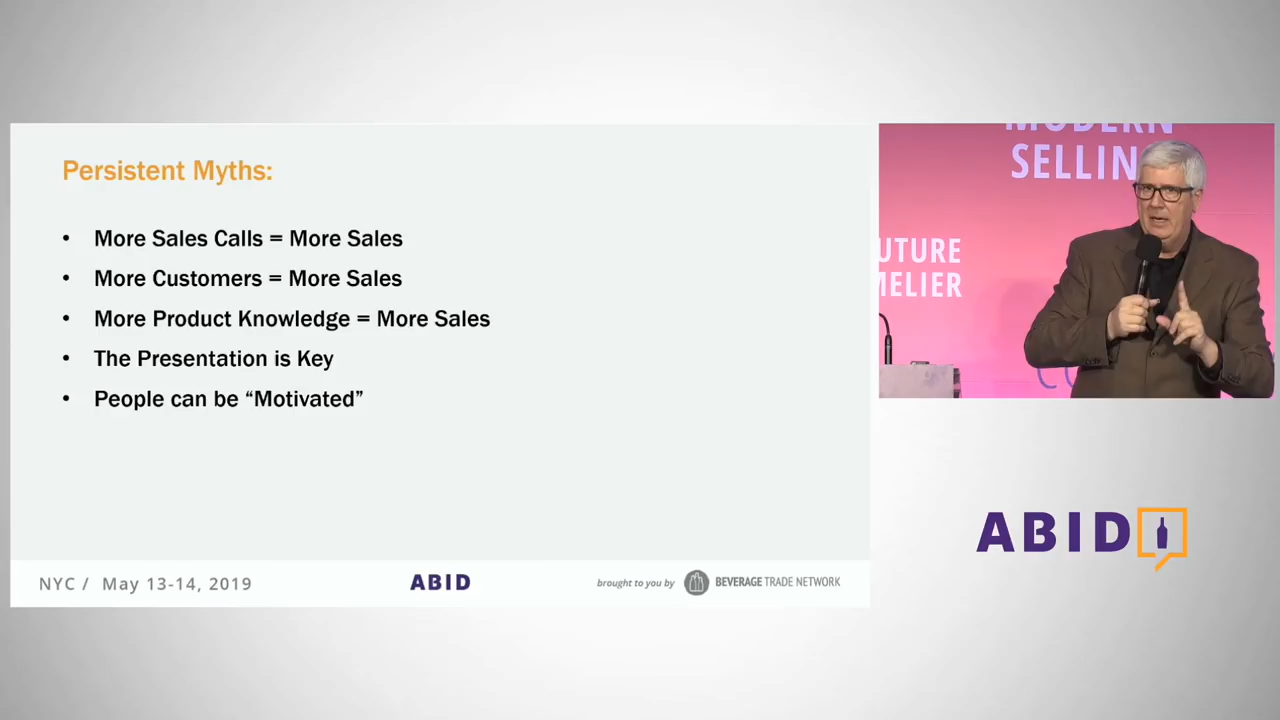 Persistent Myths:
• More Sales Calls = More Sales
• More Customers = More Sales
• More Product Knowledge = More Sales
• The Presentation is Key
• People can be “Motivated”
NYC / May 13-14, 2019
ABID
brought to you by
BEVERAGE TRADE NETWORK
MODERN
SELLIN
UTURE
MELIER
ABID